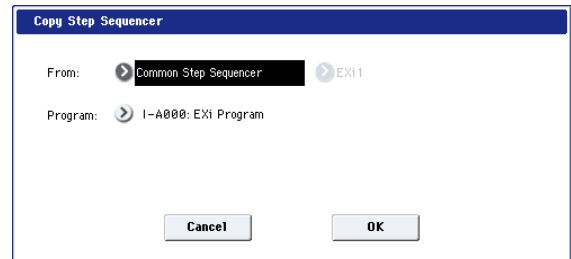 Copy Step Sequencer
From: Common Step Sequencer EXi1
Program: I-A000: EXi Program
Cancel OK